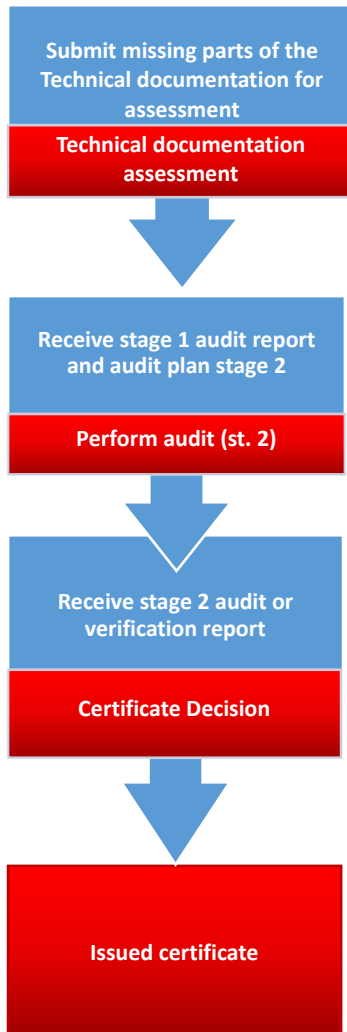 Submit missing parts of the
Technical documentation for
assessment
Technical documentation
assessment
Receive stage 1 audit report
and audit plan stage 2
Perform audit (st. 2)
Receive stage 2 audit or
verification report
Certificate Decision
Issued certificate